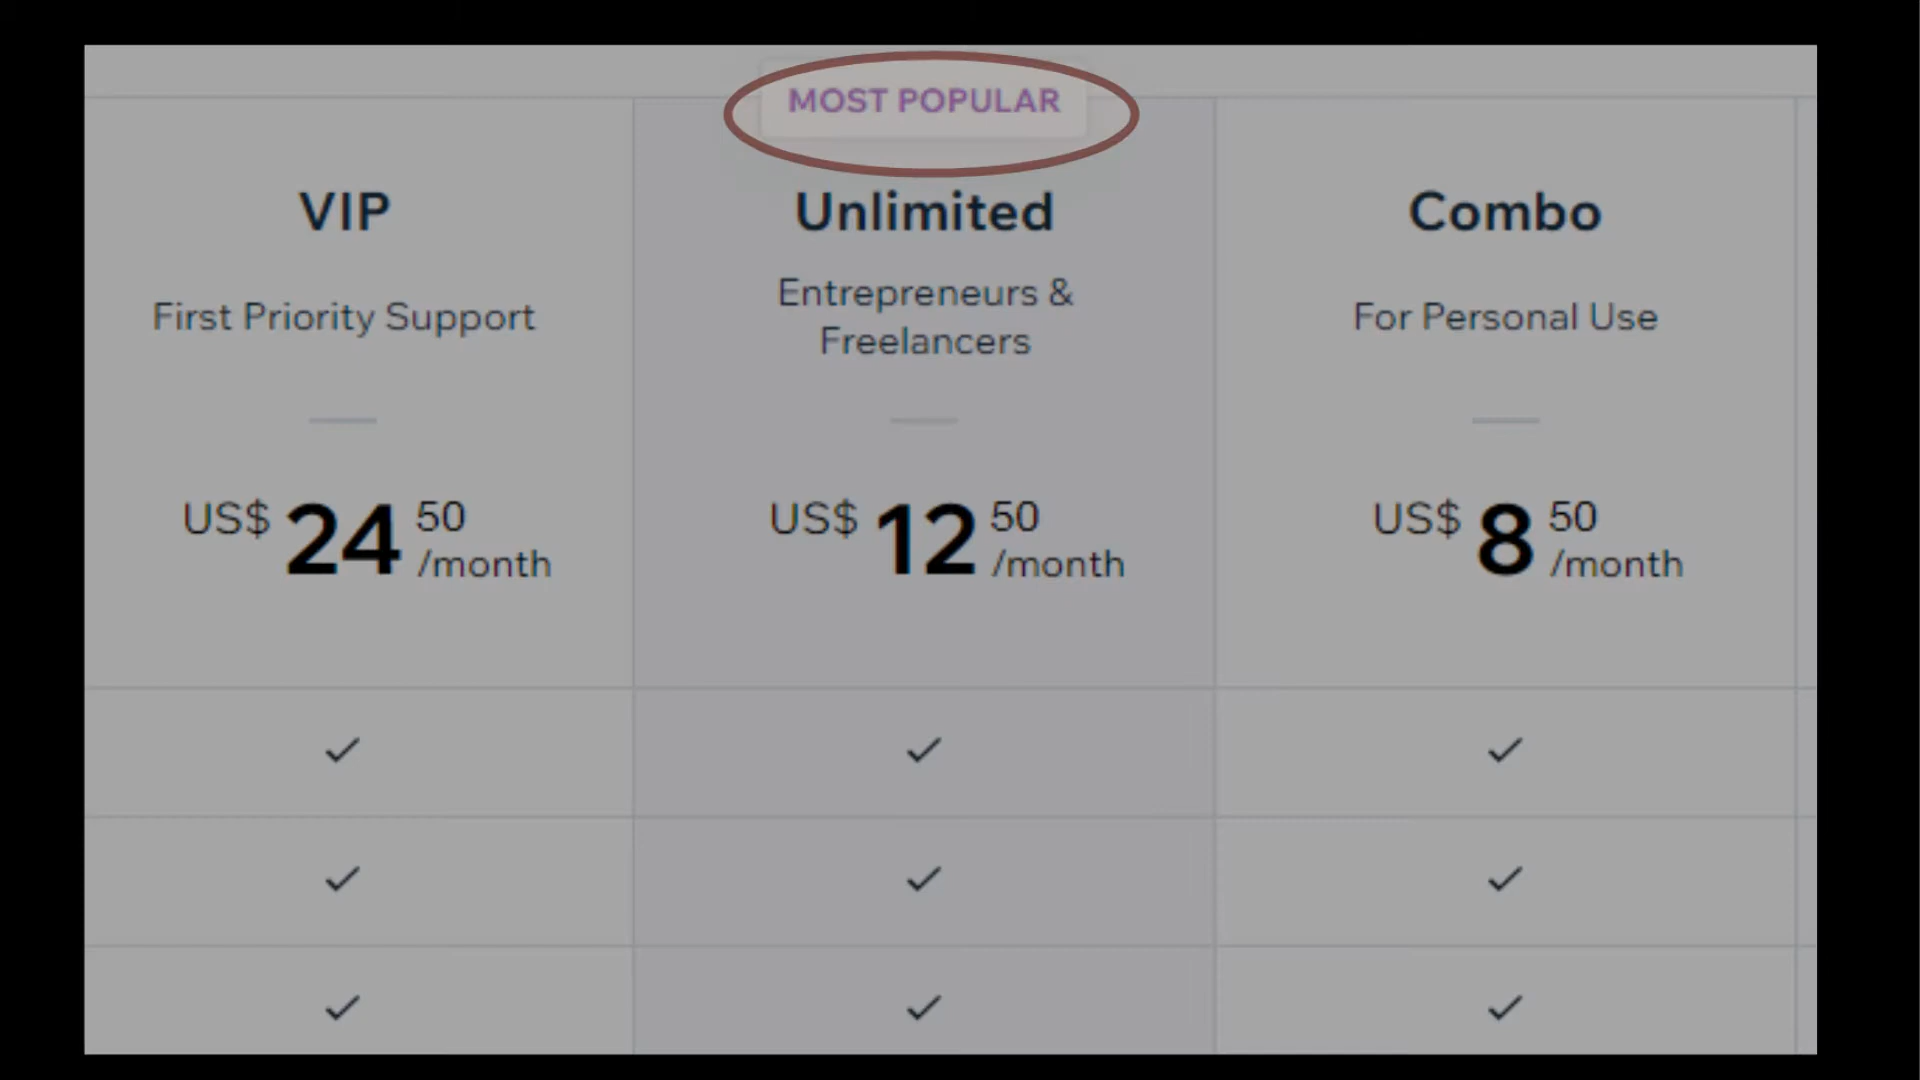 MOST POPULAR
VIP
Unlimited
Combo
First Priority Support
Entrepreneurs &
Freelancers
For Personal Use
US$ 24 50
/month
US$ 12 50
/month
US$ 8 50
/month